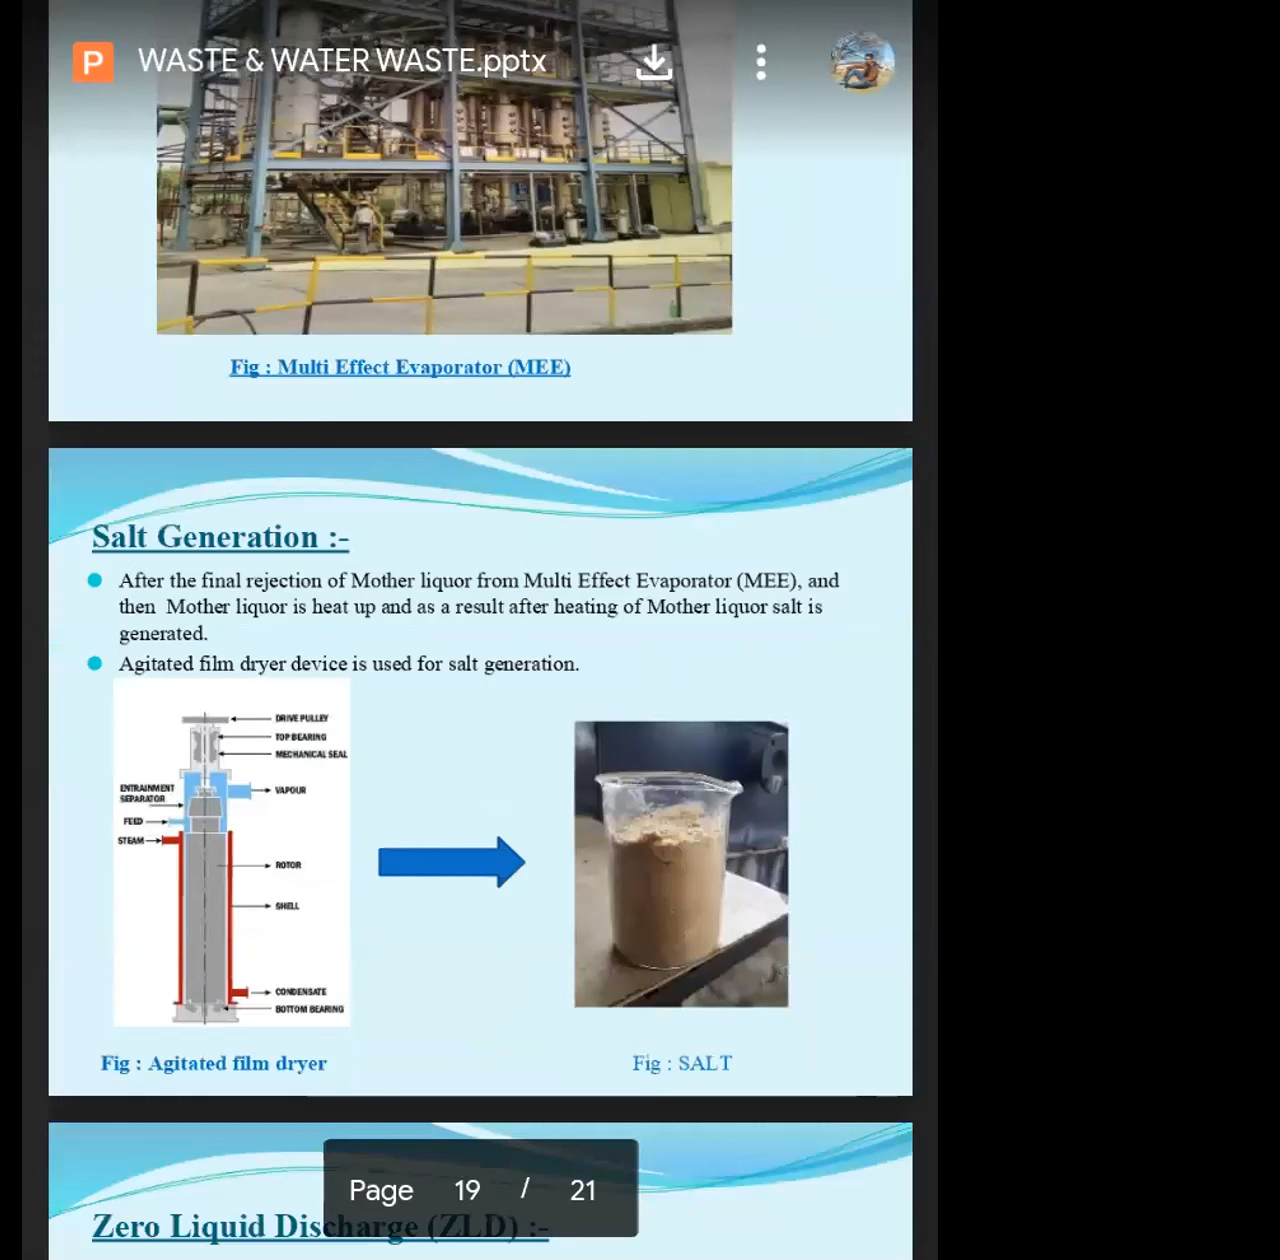 P WASTE & WATER WASTE.pptx
Fig : Multi Effect Evaporator (MEE)
Salt Generation :-
After the final rejection of Mother liquor from Multi Effect Evaporator (MEE), and
then Mother liquor is heat up and as a result after heating of Mother liquor salt is
generated.
Agitated film dryer device is used for salt generation.
DRIVE PULLEY
TOP BEARING
MECHANICAL SEAL
ENTRAINMENT
SEPARATOR
VAPOUR
FEED
STEAM
ROTOR
SHELL
CONDENSATE
BOTTOM BEARING
Fig : Agitated film dryer
Fig : SALT
Page 19 / 21
Zero Liquid Discharge (ZLD) :-